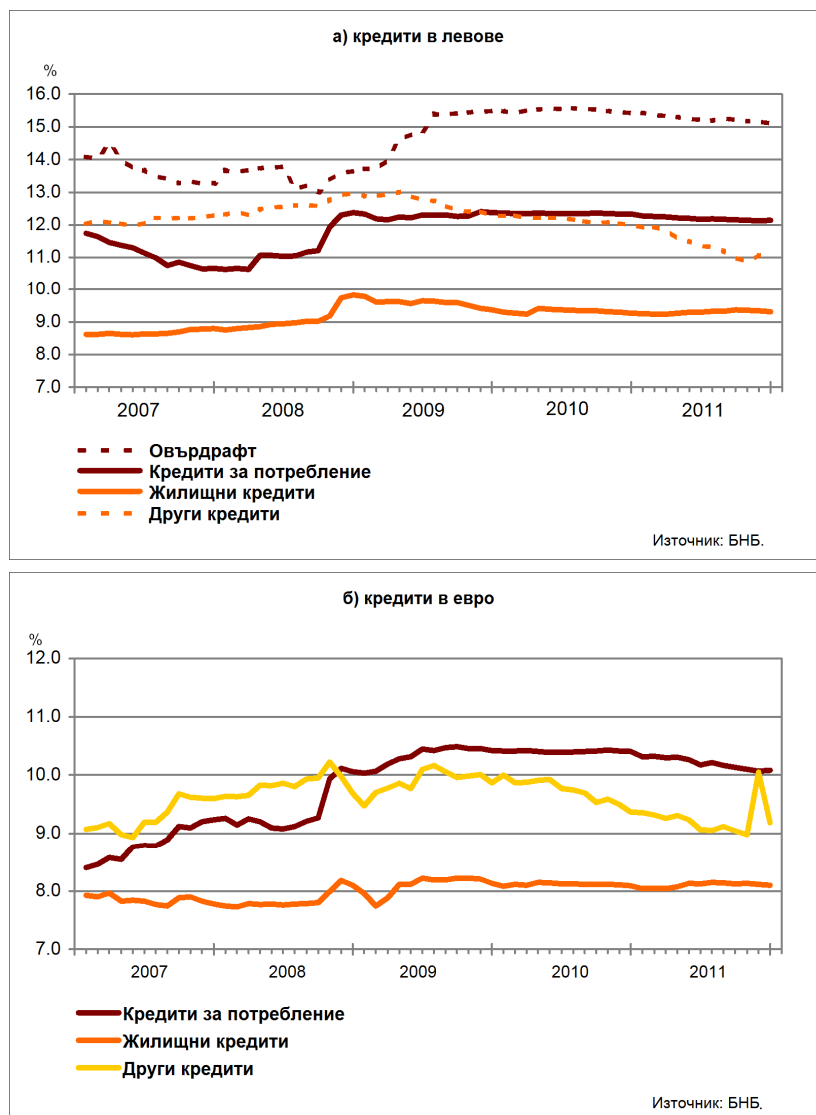 а) кредити в левове
%
16.0
15.0
14.0
13.0
12.0
11.0
10.0
9.0
8.0
7.0
2007 2008 2009 2010 2011
Овърдрафт
Кредити за потребление
Жилищни кредити
Други кредити
Източник: БНБ.
б) кредити в евро
%
12.0
11.0
10.0
9.0
8.0
7.0
2007 2008 2009 2010 2011
Кредити за потребление
Жилищни кредити
Други кредити
Източник: БНБ.